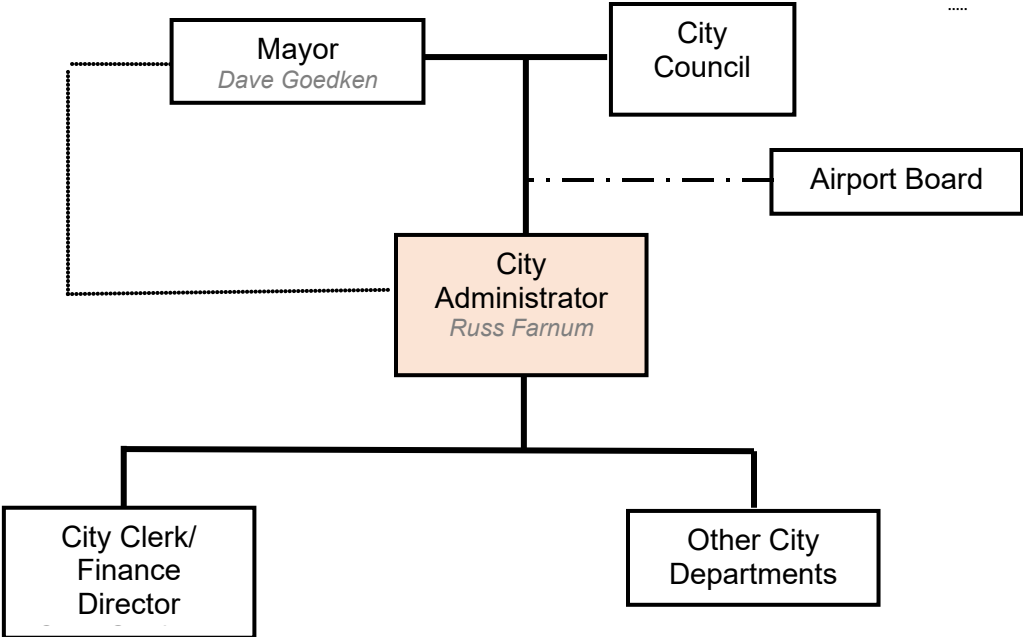 Mayor
Dave Goedken
City
Council
Airport Board
City
Administrator
Russ Farnum
City Clerk/
Finance
Director
Other City
Departments